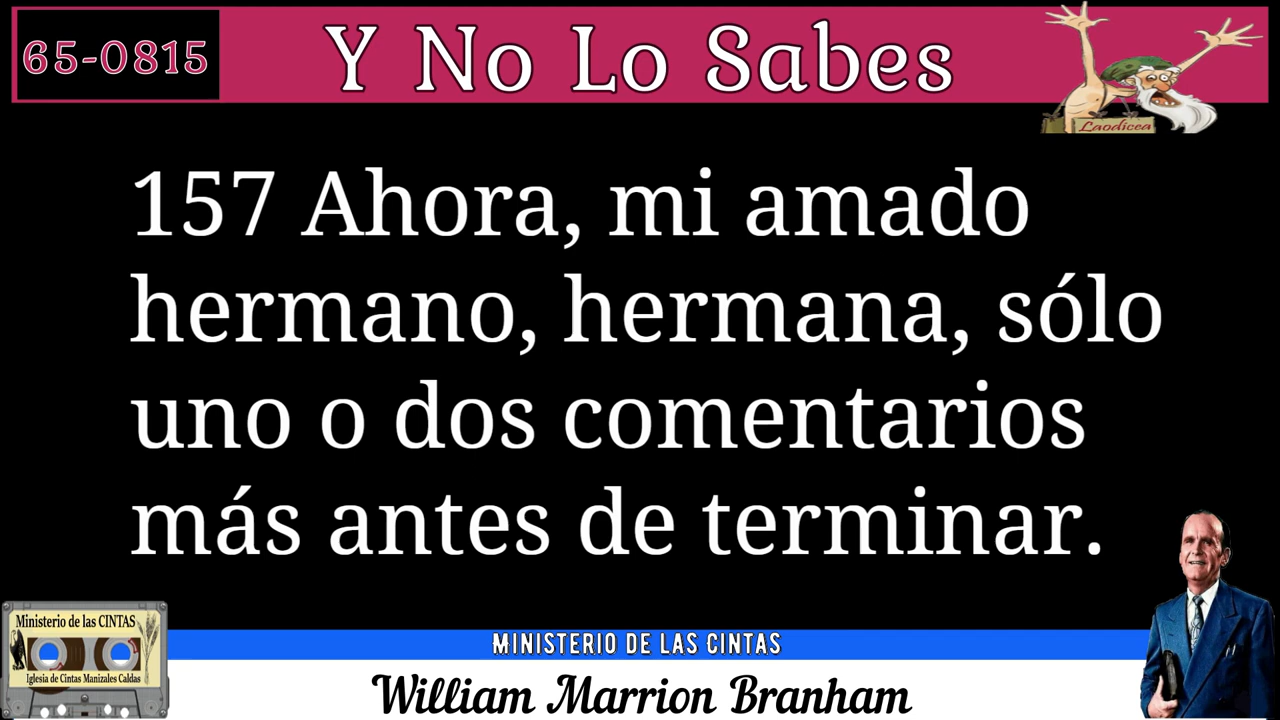 65-0815
Y No Lo Sabes
Laodicea
157 Ahora, mi amado
hermano, hermana, sólo
uno o dos comentarios
más antes de terminar.
Ministerio de las CINTAS
Iglesia de Cintas Manizales Caldas
MINISTERIO DE LAS CINTAS
William Marrion Branham